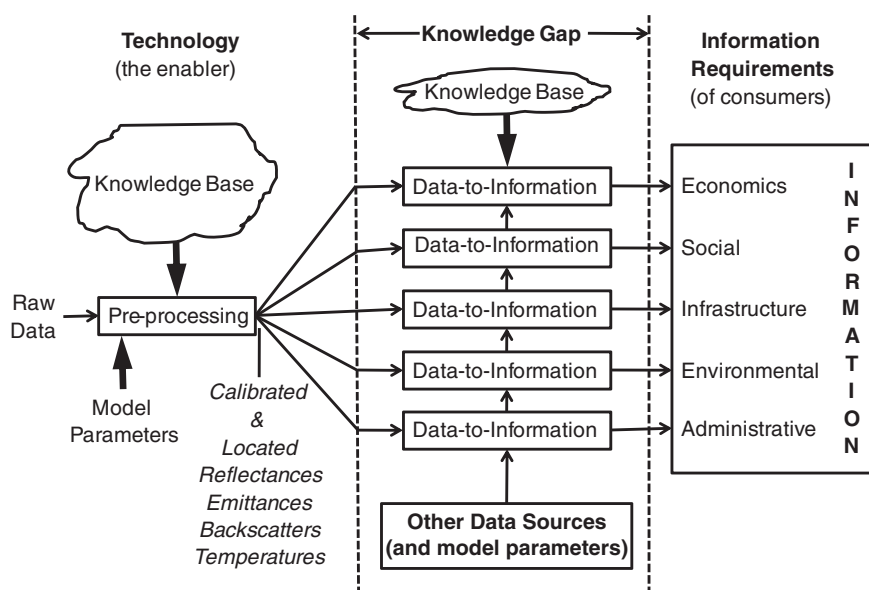 Technology
(the enabler)
Knowledge Gap
Information
Requirements
(of consumers)
Knowledge Base
Knowledge Base
Raw
Data
Pre-processing
Model
Parameters
Calibrated
&
Located
Reflectances
Emittances
Backscatters
Temperatures
Data-to-Information
Data-to-Information
Data-to-Information
Data-to-Information
Data-to-Information
Other Data Sources
(and model parameters)
Economics
Social
Infrastructure
Environmental
Administrative
INFORMATION